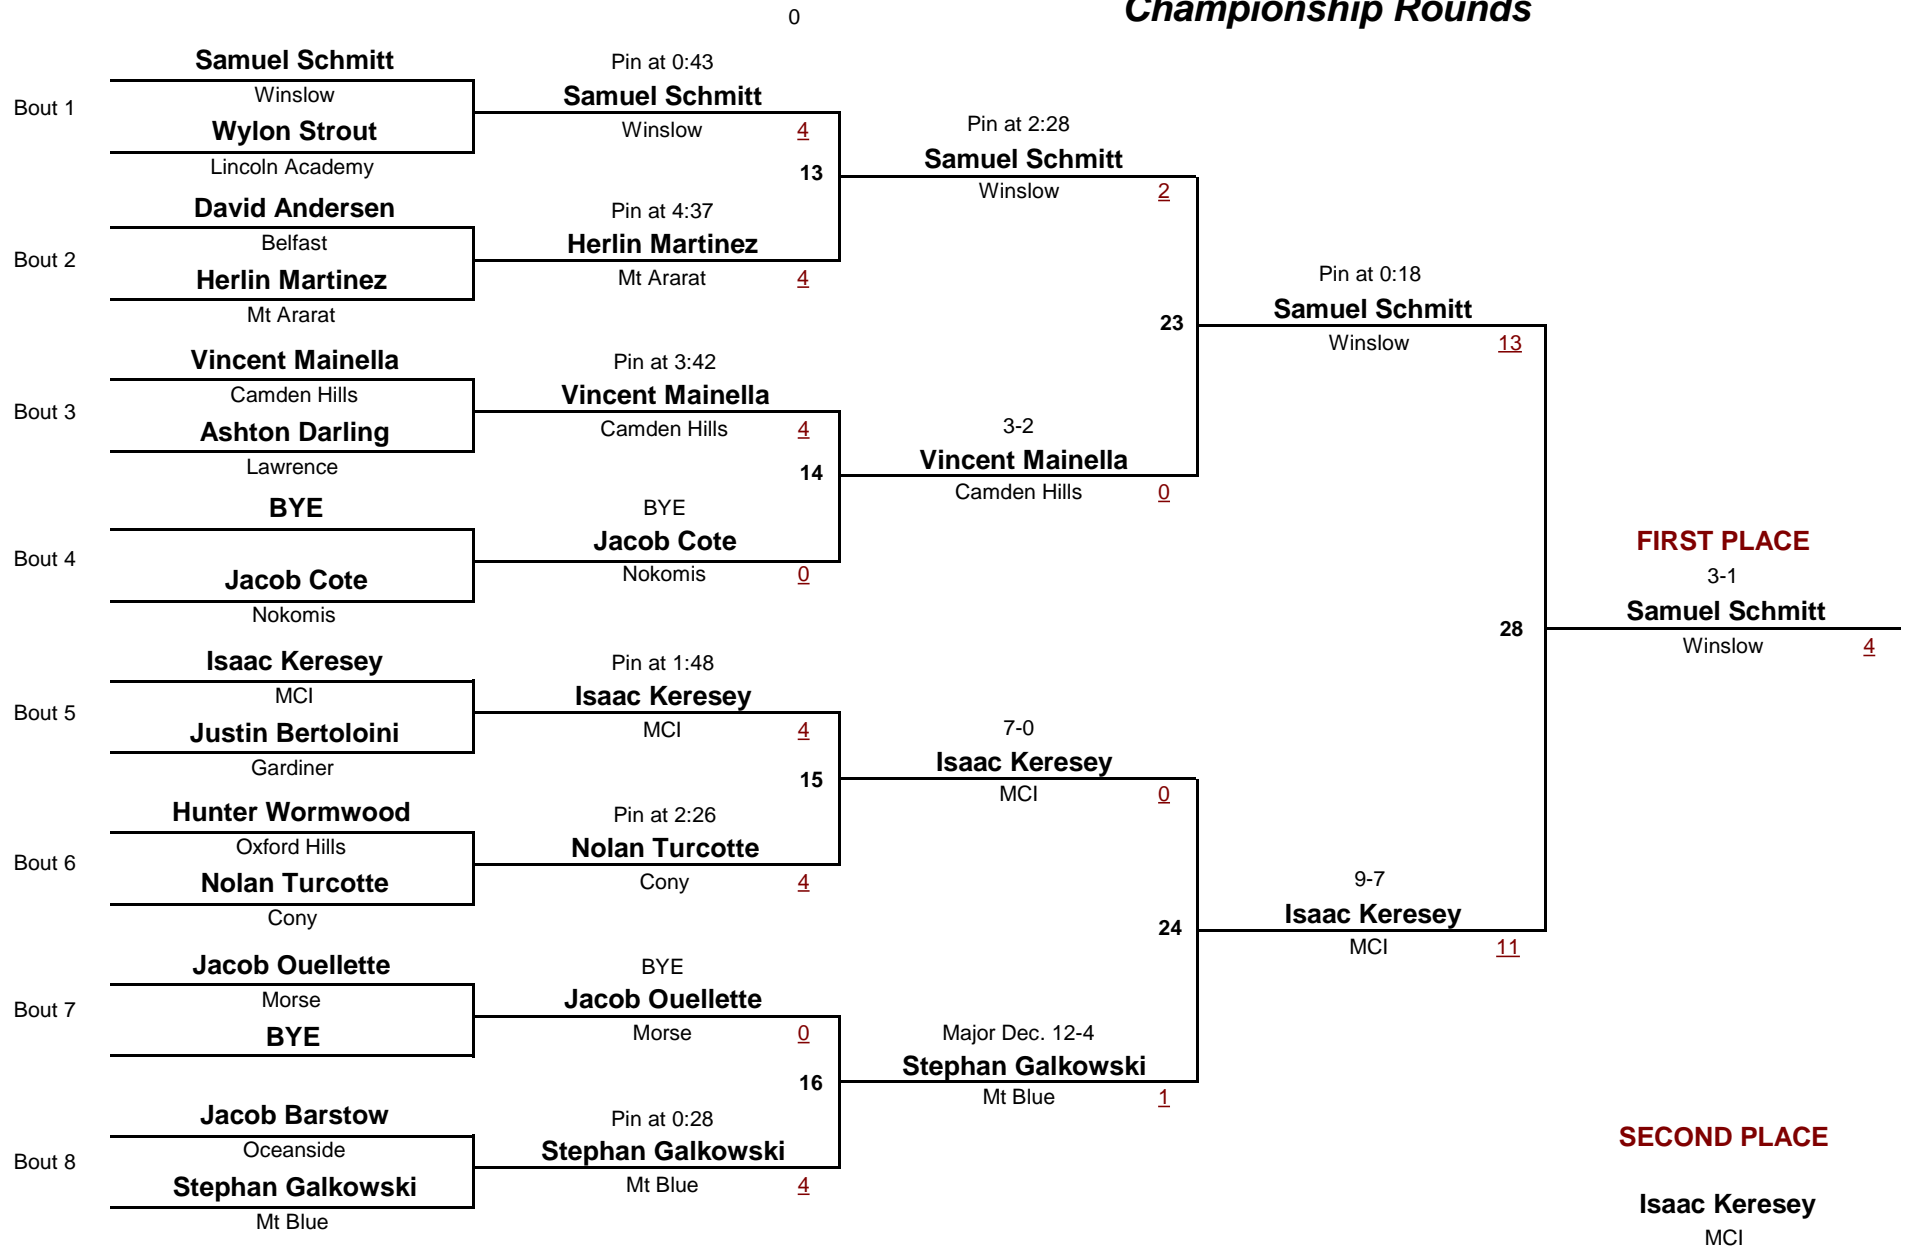 0
Championship Rounds
Bout 1
Samuel Schmitt
Winslow
Wylon Strout
Lincoln Academy
Bout 2
David Andersen
Belfast
Herlin Martinez
Mt Ararat
Bout 3
Vincent Mainella
Camden Hills
Ashton Darling
Lawrence
Bout 4
BYE
Jacob Cote
Nokomis
Bout 5
Isaac Keresey
MCI
Justin Bertoloini
Gardiner
Bout 6
Hunter Wormwood
Oxford Hills
Nolan Turcotte
Cony
Bout 7
Jacob Ouellette
Morse
BYE
Bout 8
Jacob Barstow
Oceanside
Stephan Galkowski
Mt Blue
Pin at 0:43
Samuel Schmitt
Winslow 4
13
Pin at 4:37
Herlin Martinez
Mt Ararat 4
Pin at 3:42
Vincent Mainella
Camden Hills 4
14
BYE
Jacob Cote
Nokomis 0
Pin at 1:48
Isaac Keresey
MCI 4
15
Pin at 2:26
Nolan Turcotte
Cony 4
BYE
Jacob Ouellette
Morse 0
16
Pin at 0:28
Stephan Galkowski
Mt Blue 4
Pin at 2:28
Samuel Schmitt
Winslow 2
23
3-2
Vincent Mainella
Camden Hills 0
7-0
Isaac Keresey
MCI 0
24
Major Dec. 12-4
Stephan Galkowski
Mt Blue 1
Pin at 0:18
Samuel Schmitt
Winslow 13
28
9-7
Isaac Keresey
MCI 11
FIRST PLACE
3-1
Samuel Schmitt
Winslow 4
SECOND PLACE
Isaac Keresey
MCI